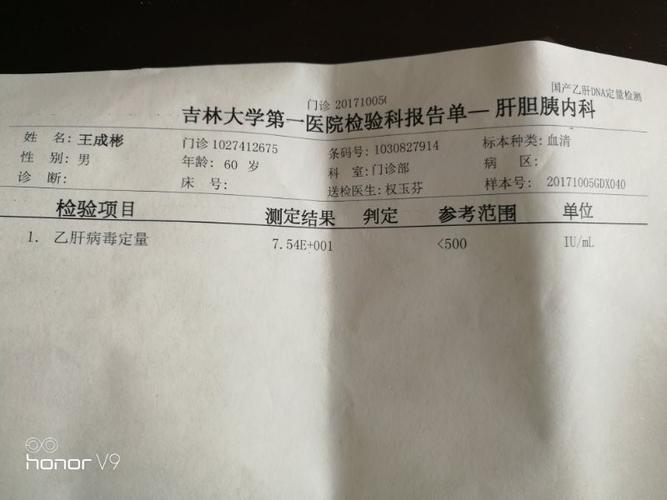 国产乙肝DNA定量检测
门诊 20171005
吉林大学第一医院检验科报告单—肝胆胰内科
姓 名: 王成彬 门诊 1027412675 条码号: 1030827914 标本种类: 血清
性 别: 男 年龄: 60 岁 科 室: 门诊部 病 区:
诊 断: 床 号: 送检医生: 权玉芬 样本号: 20171005GDX040
检验项目 测定结果 判定 参考范围 单位
1. 乙肝病毒定量 7.54E+001 <500 IU/mL
honor V9